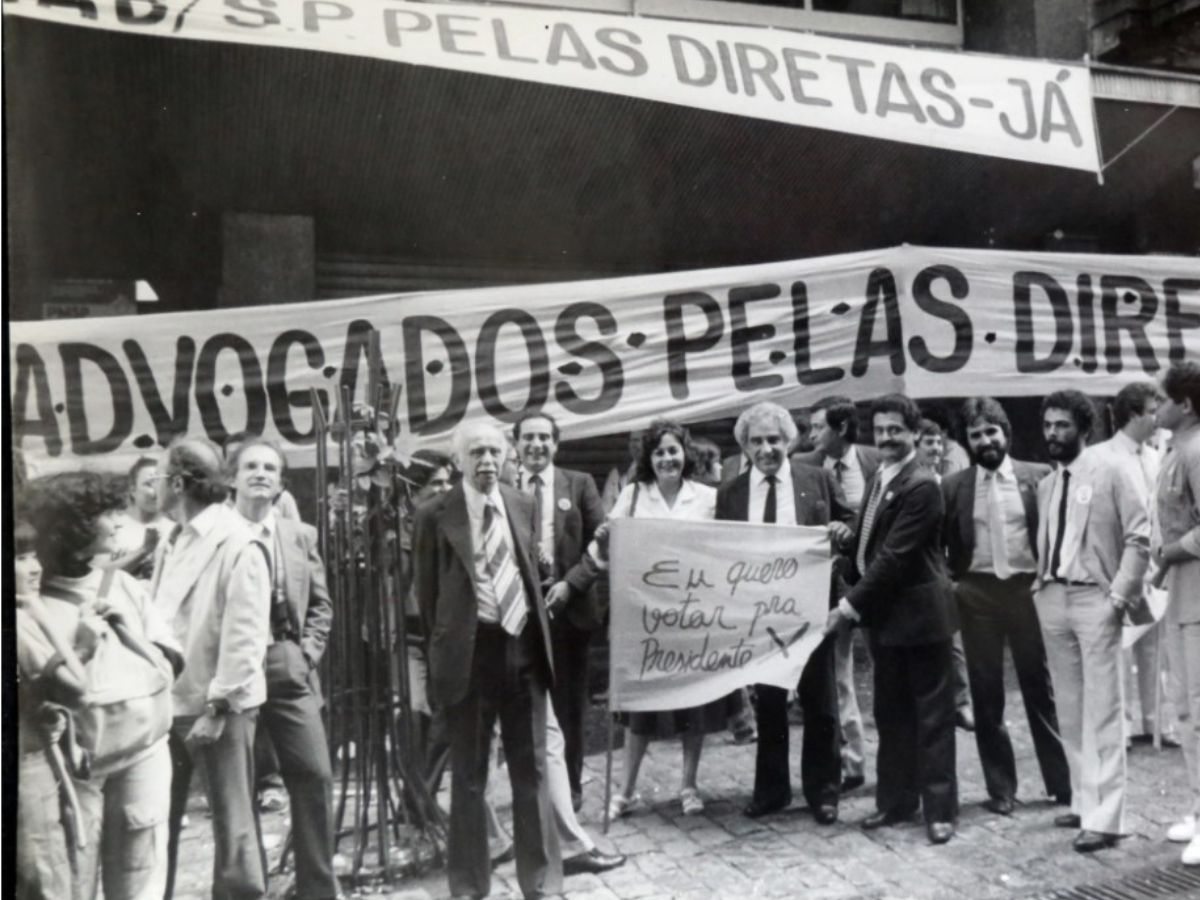 S.P. PELAS DIRETAS-JÁ
ADVOGADOS·PELAS·DIRE
Eu quero
votar pra
Presidente X